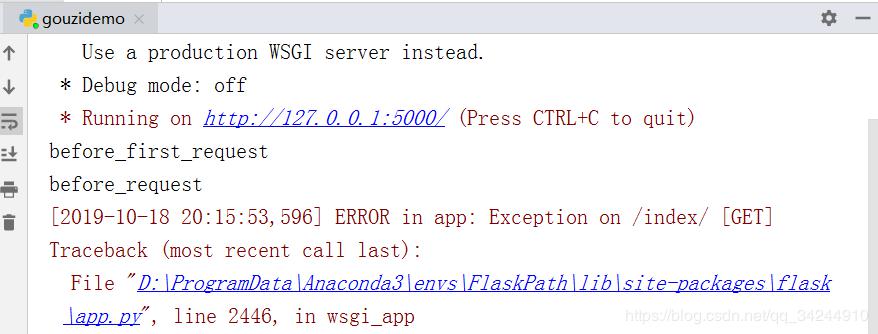 gouzidemo
Use a production WSGI server instead.
* Debug mode: off
* Running on http://127.0.0.1:5000/ (Press CTRL+C to quit)
before_first_request
before_request
[2019-10-18 20:15:53,596] ERROR in app: Exception on /index/ [GET]
Traceback (most recent call last):
File "D:\ProgramData\Anaconda3\envs\FlaskPath\lib\site-packages\flask
\app.py", line 2446, in wsgi_app
https://blog.csdn.net/qq_34244910